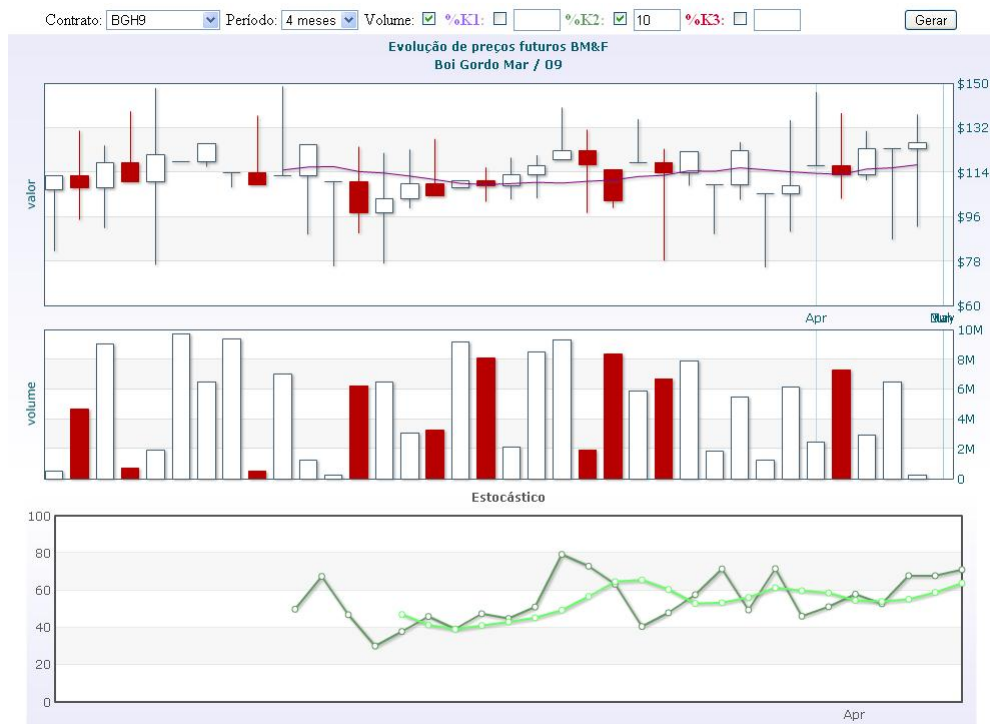 Contrato: BGH9 Período: 4 meses Volume: %K1: %K2: 10 %K3: Gerar
Evolução de preços futuros BM&F
Boi Gordo Mar / 09
$150
$132
$114
$96
$78
$60
valor
Apr
10M
8M
6M
4M
2M
0
volume
Estocástico
100
80
60
40
20
0
Apr